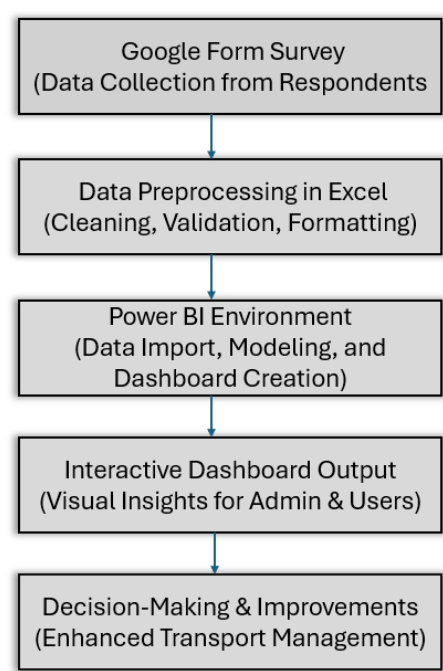 Google Form Survey
(Data Collection from Respondents
Data Preprocessing in Excel
(Cleaning, Validation, Formatting)
Power BI Environment
(Data Import, Modeling, and
Dashboard Creation)
Interactive Dashboard Output
(Visual Insights for Admin & Users)
Decision-Making & Improvements
(Enhanced Transport Management)